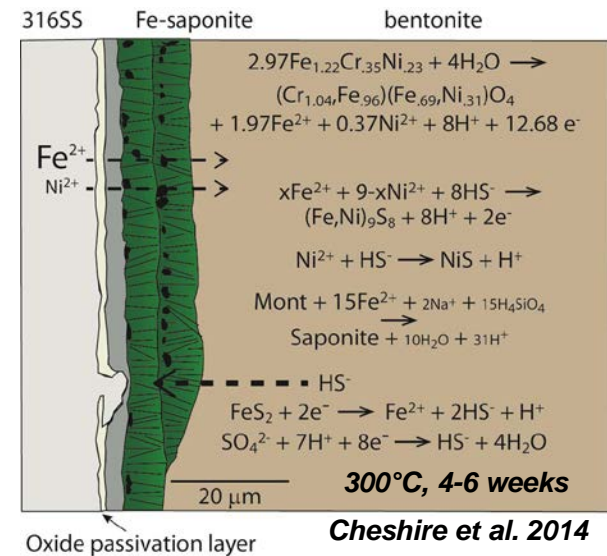 316SS Fe-saponite bentonite
2.97Fe₁.₂₂Cr.₃₅Ni.₂₃ + 4H₂O ⟶
(Cr₁.₀₄,Fe.₉₆)(Fe.₆₉,Ni.₃₁)O₄
+ 1.97Fe²⁺ + 0.37Ni²⁺ + 8H⁺ + 12.68 e⁻
Fe²⁺
Ni²⁺
xFe²⁺ + 9-xNi²⁺ + 8HS⁻ ⟶
(Fe,Ni)₉S₈ + 8H⁺ + 2e⁻
Ni²⁺ + HS⁻ ⟶ NiS + H⁺
Mont + 15Fe²⁺ + 2Na⁺ + 15H₄SiO₄
⟶
Saponite + 10H₂O + 31H⁺
HS⁻
FeS₂ + 2e⁻ ⟶ Fe²⁺ + 2HS⁻ + H⁺
SO₄²⁻ + 7H⁺ + 8e⁻ ⟶ HS⁻ + 4H₂O
20 μm
300°C, 4-6 weeks
Cheshire et al. 2014
Oxide passivation layer